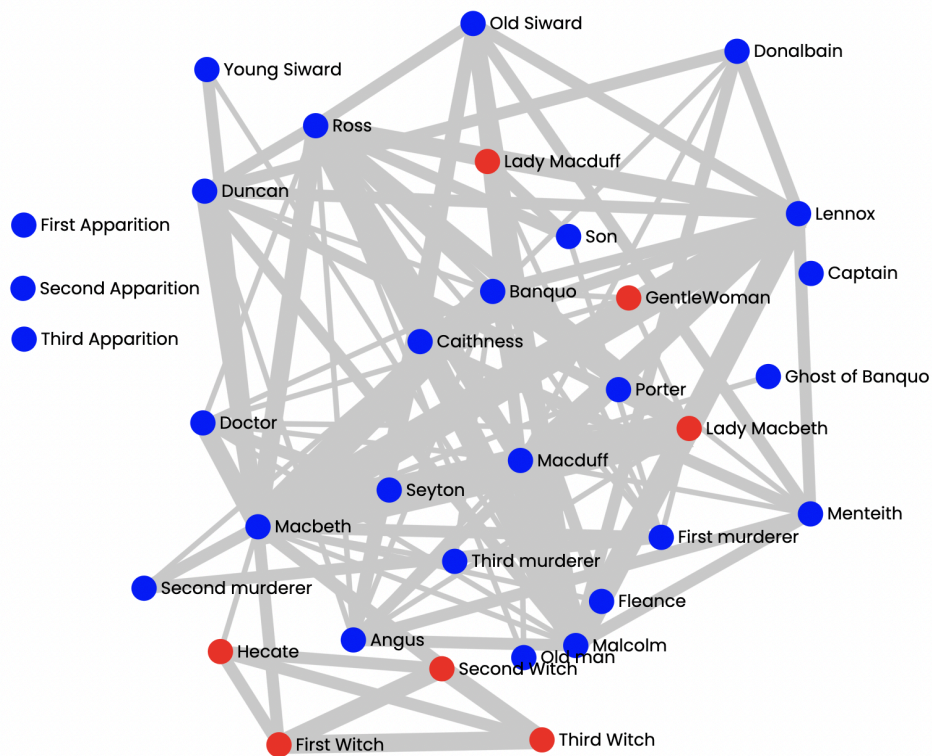 Old Siward
Donalbain
Young Siward
Ross
Lady Macduff
Duncan
Lennox
First Apparition
Son
Captain
Second Apparition
Banquo
GentleWoman
Third Apparition
Caithness
Ghost of Banquo
Porter
Doctor
Lady Macbeth
Macduff
Seyton
Menteith
Macbeth
First murderer
Third murderer
Second murderer
Fleance
Angus
Malcolm
Hecate
Old man
Second Witch
Third Witch
First Witch